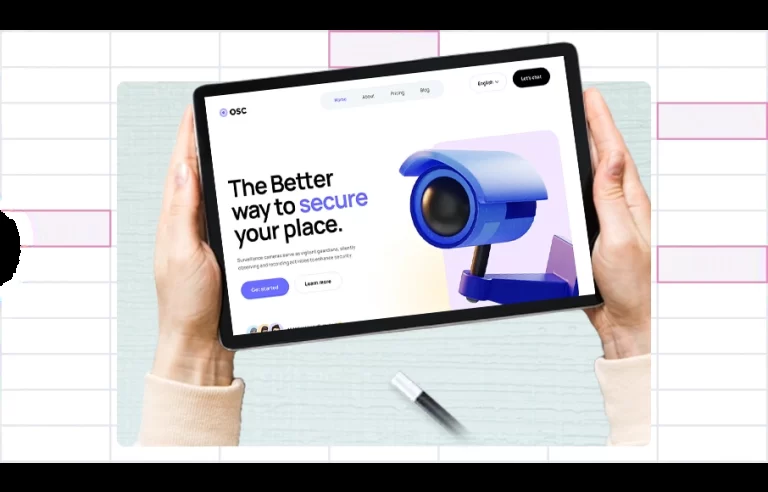 OSC
Home About Pricing Blog
English
Let's chat
The Better
way to secure
your place.
Surveillance cameras serve as vigilant guardians, silently
observing and recording activities to enhance security.
Get started
Learn more